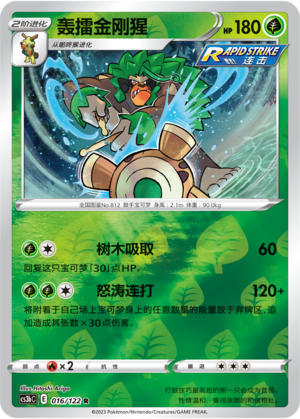 2阶进化
轰擂金刚猩
HP 180
从啪咚猴进化
RAPID STRIKE
连击
全国图鉴No.812 鼓手宝可梦 身高：2.1m 体重：90.0kg
树木吸取 60
回复这只宝可梦「30」点HP。
怒涛连打 120+
将附着于自己场上宝可梦身上的任意数量的能量放于弃牌区，追
加造成其张数×30点伤害。
弱点 ×2 抗性 撤退
Illus. Hitoshi Ariga
cs3bC E 016/122 R
©2023 Pokémon/Nintendo/Creatures/GAME FREAK.